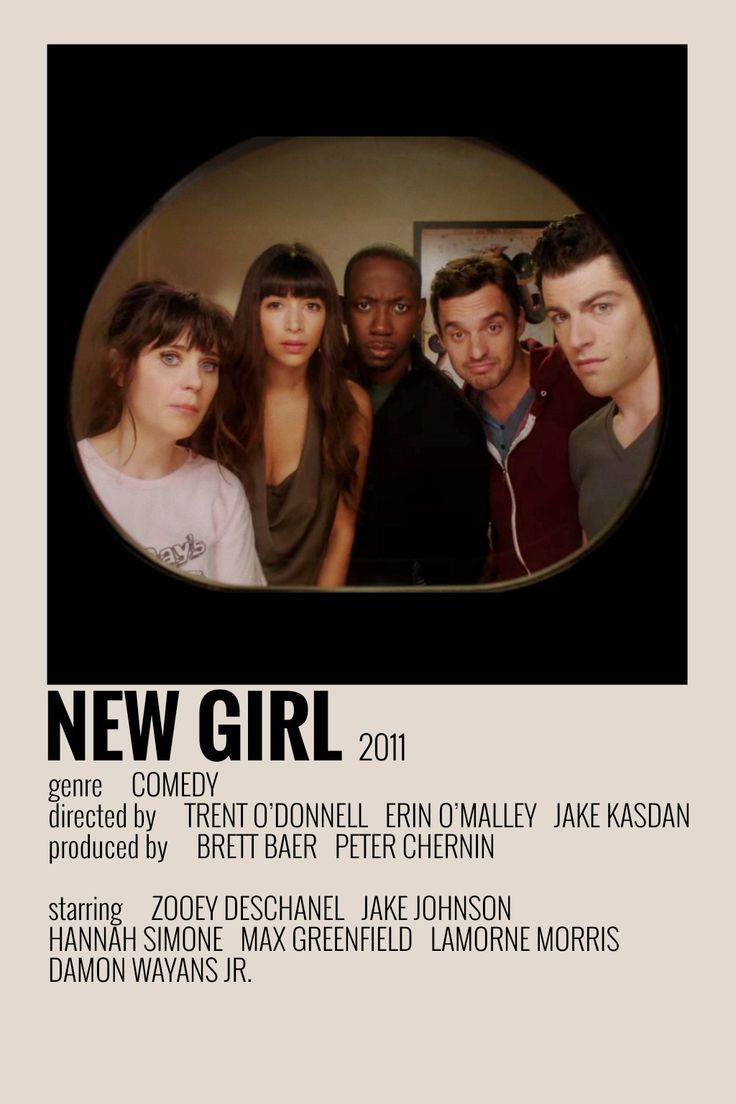 ay's
NEW GIRL 2011
genre COMEDY
directed by TRENT O'DONNELL ERIN O'MALLEY JAKE KASDAN
produced by BRETT BAER PETER CHERNIN
starring ZOOEY DESCHANEL JAKE JOHNSON
HANNAH SIMONE MAX GREENFIELD LAMORNE MORRIS
DAMON WAYANS JR.